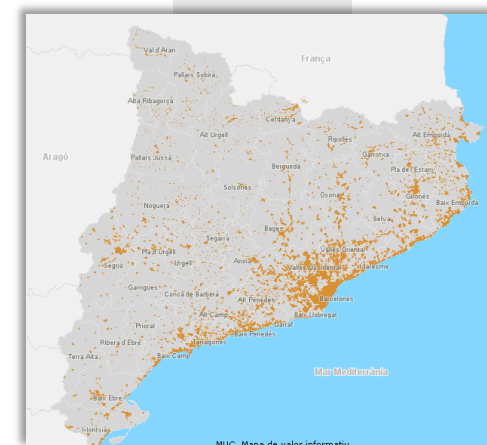 Val d'Aran
França
Pallars Sobirà
Alta Ribagorça
Cerdanya
Alt Urgell
Ripollès
Alt Empordà
Aragó
Pallars Jussà
Garrotxa
Berguedà
Pla de l'Estany
Solsonès
Osona
Gironès
Noguera
Baix Empordà
Selva
Bages
Segarra
Vallès Oriental
Pla d'Urgell
Anoia
Segrià
Urgell
Vallès Occidental
Maresme
Garrigues
Conca de Barberà
Alt Penedès
Barcelonès
Alt Camp
Baix Llobregat
Garraf
Priorat
Baix Penedès
Ribera d'Ebre
Tarragonès
Terra Alta
Baix Camp
Mar Mediterrània
Baix Ebre
Montsià
MUC. Mapa de valor informatiu